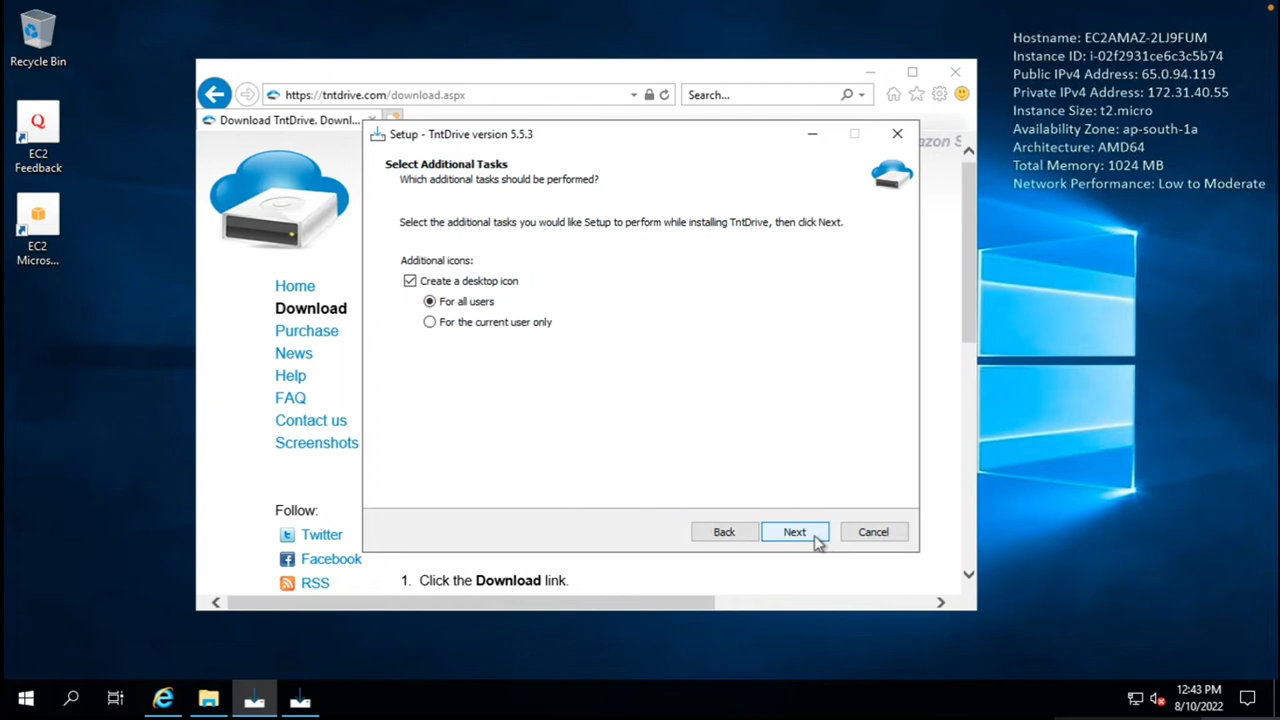 Recycle Bin
EC2
Feedback
EC2
Micros...
Hostname: EC2AMAZ-2LJ9FUM
Instance ID: i-02f2931ce6c3c5b74
Public IPv4 Address: 65.0.94.119
Private IPv4 Address: 172.31.40.55
Instance Size: t2.micro
Availability Zone: ap-south-1a
Architecture: AMD64
Total Memory: 1024 MB
Network Performance: Low to Moderate
https://tntdrive.com/download.aspx
Search...
Download TntDrive. Downl...
azon S
Home
Download
Purchase
News
Help
FAQ
Contact us
Screenshots
Follow:
Twitter
Facebook
RSS
Setup - TntDrive version 5.5.3
Select Additional Tasks
Which additional tasks should be performed?
Select the additional tasks you would like Setup to perform while installing TntDrive, then click Next.
Additional icons:
Create a desktop icon
For all users
For the current user only
Back
Next
Cancel
1. Click the Download link.
12:43 PM
8/10/2022